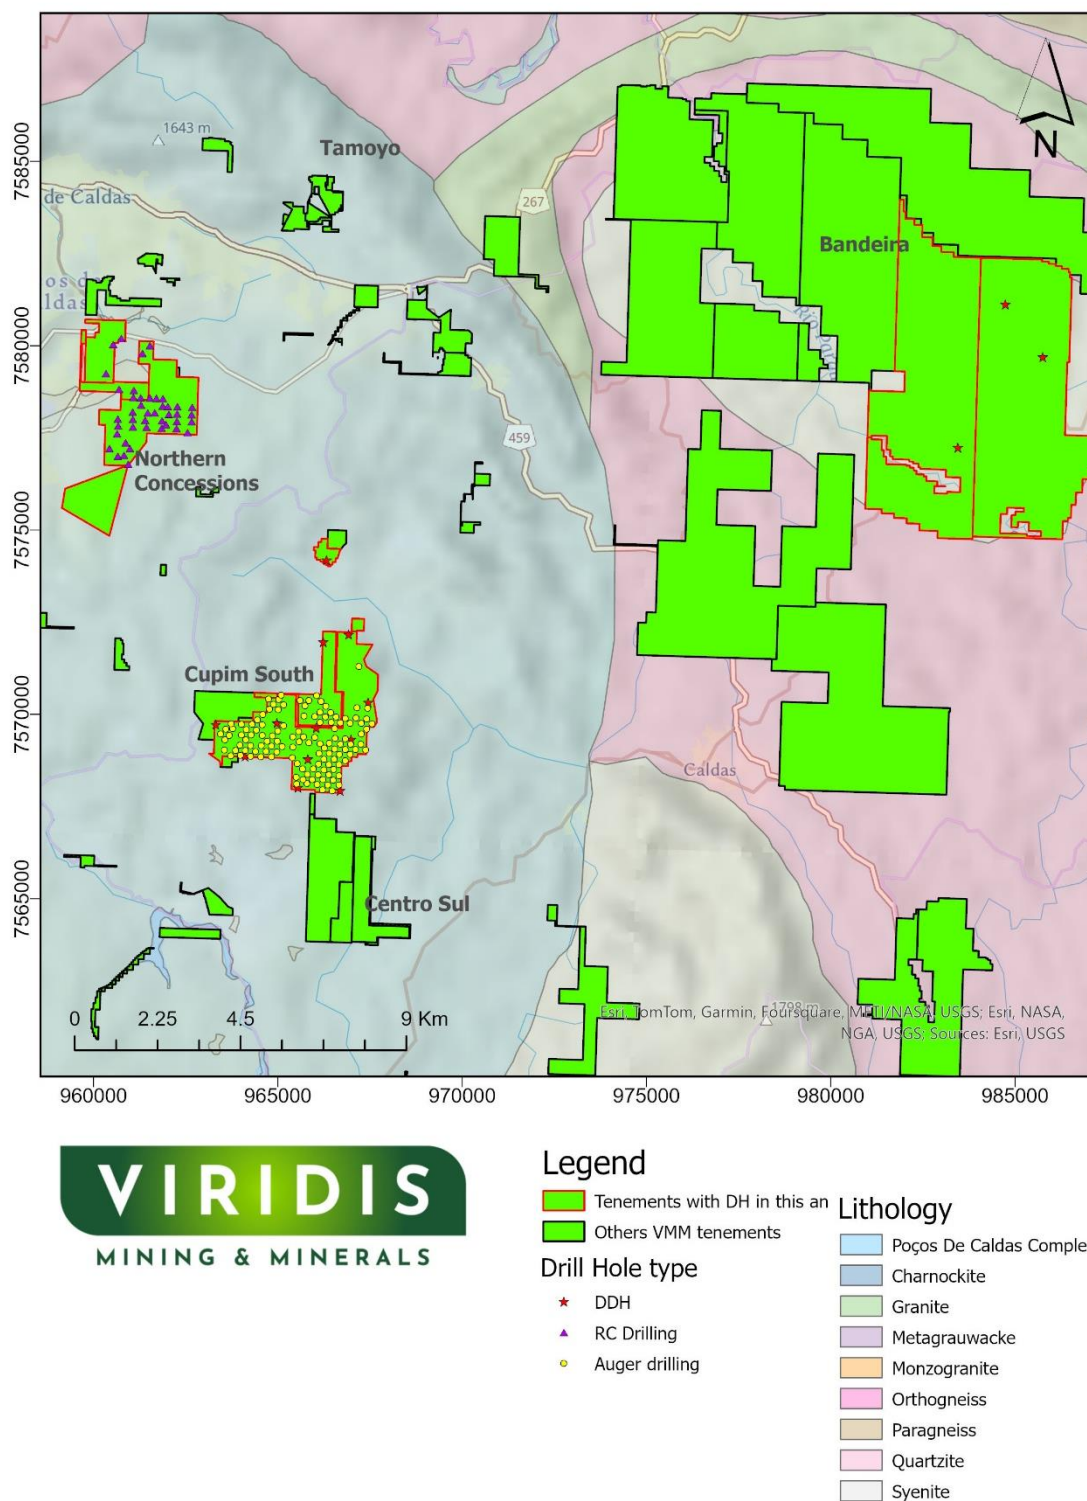 1643 m
Tamoyo
de Caldas
267
Bandeira
os d
ldas
Rio
459
Northern
Concessions
Cupim South
Caldas
Centro Sul
1798 m
0 2.25 4.5 9 Km
Esri, TomTom, Garmin, Foursquare, METI/NASA, USGS; Esri, NASA,
NGA, USGS; Sources: Esri, USGS
N
7585000
7580000
7575000
7570000
7565000
960000 965000 970000 975000 980000 985000
VIRIDIS
MINING & MINERALS
Legend
Tenements with DH in this an
Others VMM tenements
Drill Hole type
DDH
RC Drilling
Auger drilling
Lithology
Poços De Caldas Comple
Charnockite
Granite
Metagrauwacke
Monzogranite
Orthogneiss
Paragneiss
Quartzite
Syenite